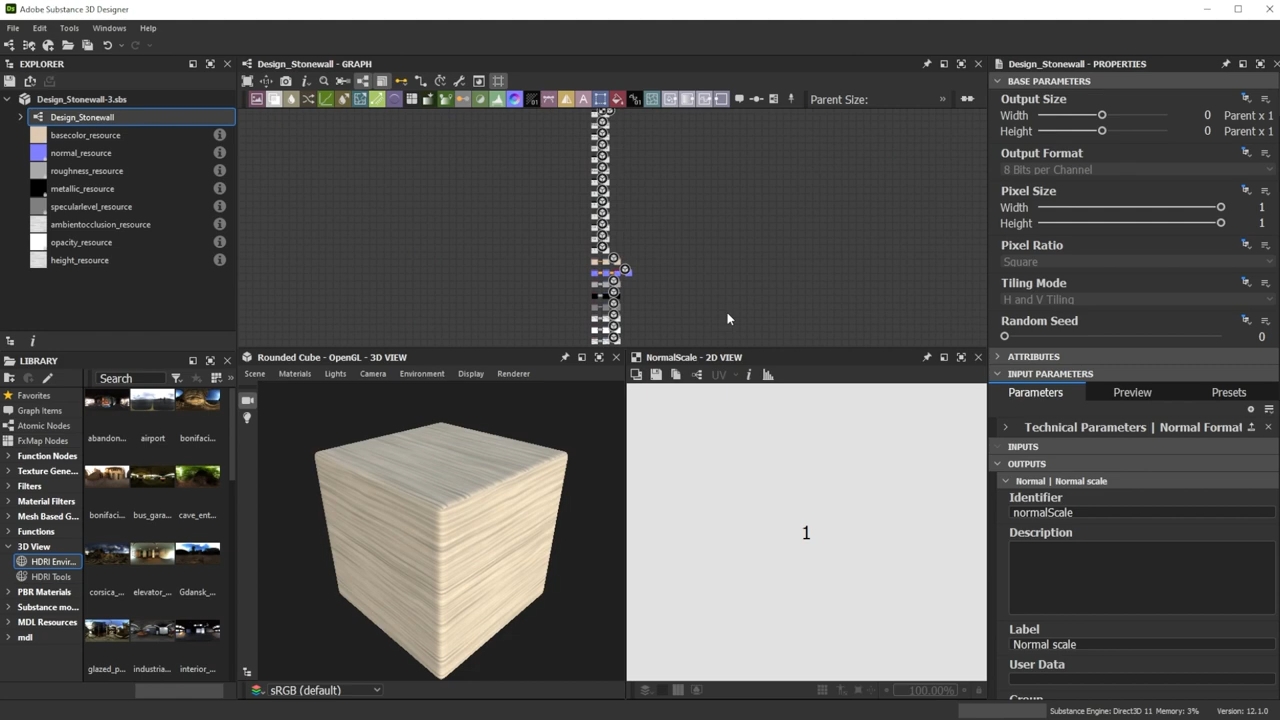 Ds Adobe Substance 3D Designer
File Edit Tools Windows Help
EXPLORER
Design_Stonewall-3.sbs
Design_Stonewall
basecolor_resource
normal_resource
roughness_resource
metallic_resource
specularlevel_resource
ambientocclusion_resource
opacity_resource
height_resource
LIBRARY
Search
Favorites
Graph Items
Atomic Nodes
FxMap Nodes
Function Nodes
Texture Gene...
Filters
Material Filters
Mesh Based G...
Functions
3D View
HDRI Envir...
HDRI Tools
PBR Materials
Substance mo...
MDL Resources
mdl
abandon... airport bonifaci...
bonifaci... bus_gara... cave_ent...
corsica_... elevator_... Gdansk_...
glazed_p... industria... interior_...
Design_Stonewall - GRAPH
Parent Size:
Rounded Cube - OpenGL - 3D VIEW
Scene Materials Lights Camera Environment Display Renderer
sRGB (default)
NormalScale - 2D VIEW
UV
1
100.00%
Design_Stonewall - PROPERTIES
BASE PARAMETERS
Output Size
Width 0 Parent x 1
Height 0 Parent x 1
Output Format
8 Bits per Channel
Pixel Size
Width 1
Height 1
Pixel Ratio
Square
Tiling Mode
H and V Tiling
Random Seed
0
ATTRIBUTES
INPUT PARAMETERS
Parameters Preview Presets
Technical Parameters | Normal Format
INPUTS
OUTPUTS
Normal | Normal scale
Identifier
normalScale
Description
Label
Normal scale
User Data
Group
Substance Engine: Direct3D 11 Memory: 3% Version: 12.1.0